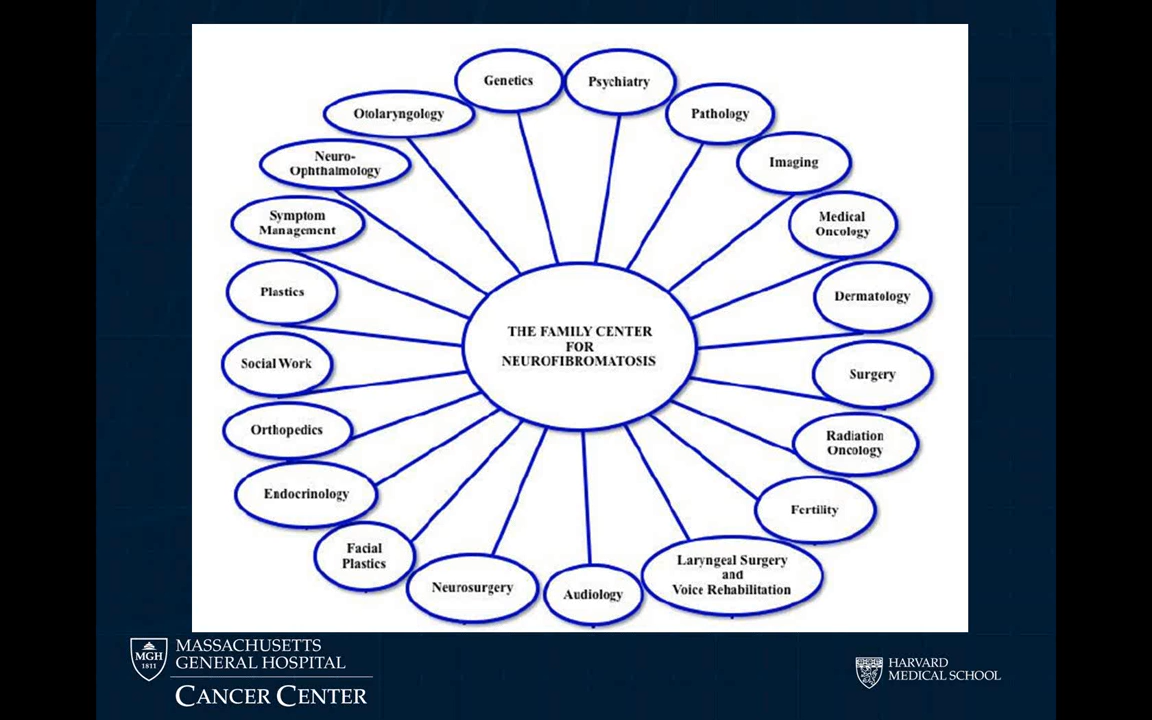 Genetics
Psychiatry
Otolaryngology
Pathology
Neuro-
Ophthalmology
Imaging
Symptom
Management
Medical
Oncology
Plastics
Dermatology
THE FAMILY CENTER
FOR
NEUROFIBROMATOSIS
Social Work
Surgery
Orthopedics
Radiation
Oncology
Endocrinology
Fertility
Facial
Plastics
Laryngeal Surgery
and
Voice Rehabilitation
Neurosurgery
Audiology
MGH
1811
MASSACHUSETTS
GENERAL HOSPITAL
CANCER CENTER
HARVARD
MEDICAL SCHOOL